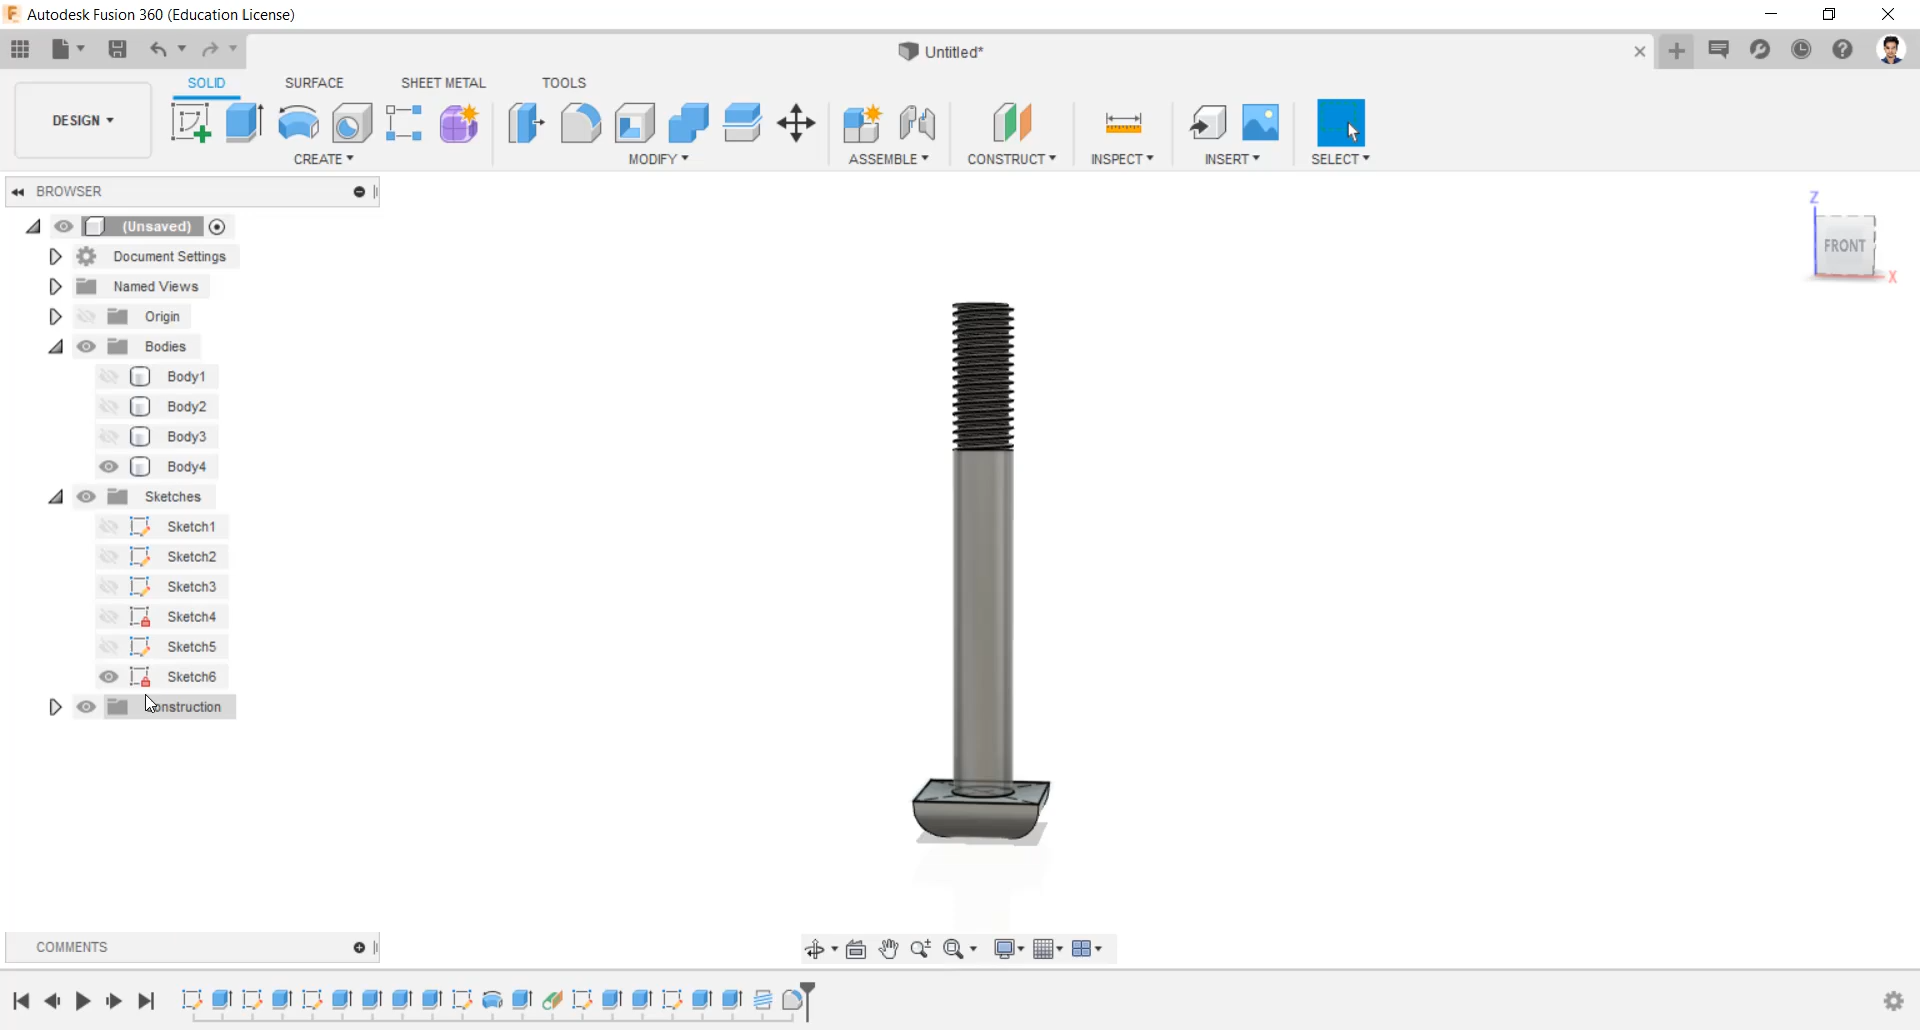 Autodesk Fusion 360 (Education License)
Untitled*
SOLID SURFACE SHEET METAL TOOLS
DESIGN ▾
CREATE ▾ MODIFY ▾ ASSEMBLE ▾ CONSTRUCT ▾ INSPECT ▾ INSERT ▾ SELECT ▾
BROWSER
(Unsaved)
Document Settings
Named Views
Origin
Bodies
Body1
Body2
Body3
Body4
Sketches
Sketch1
Sketch2
Sketch3
Sketch4
Sketch5
Sketch6
onstruction
Z
FRONT
X
COMMENTS